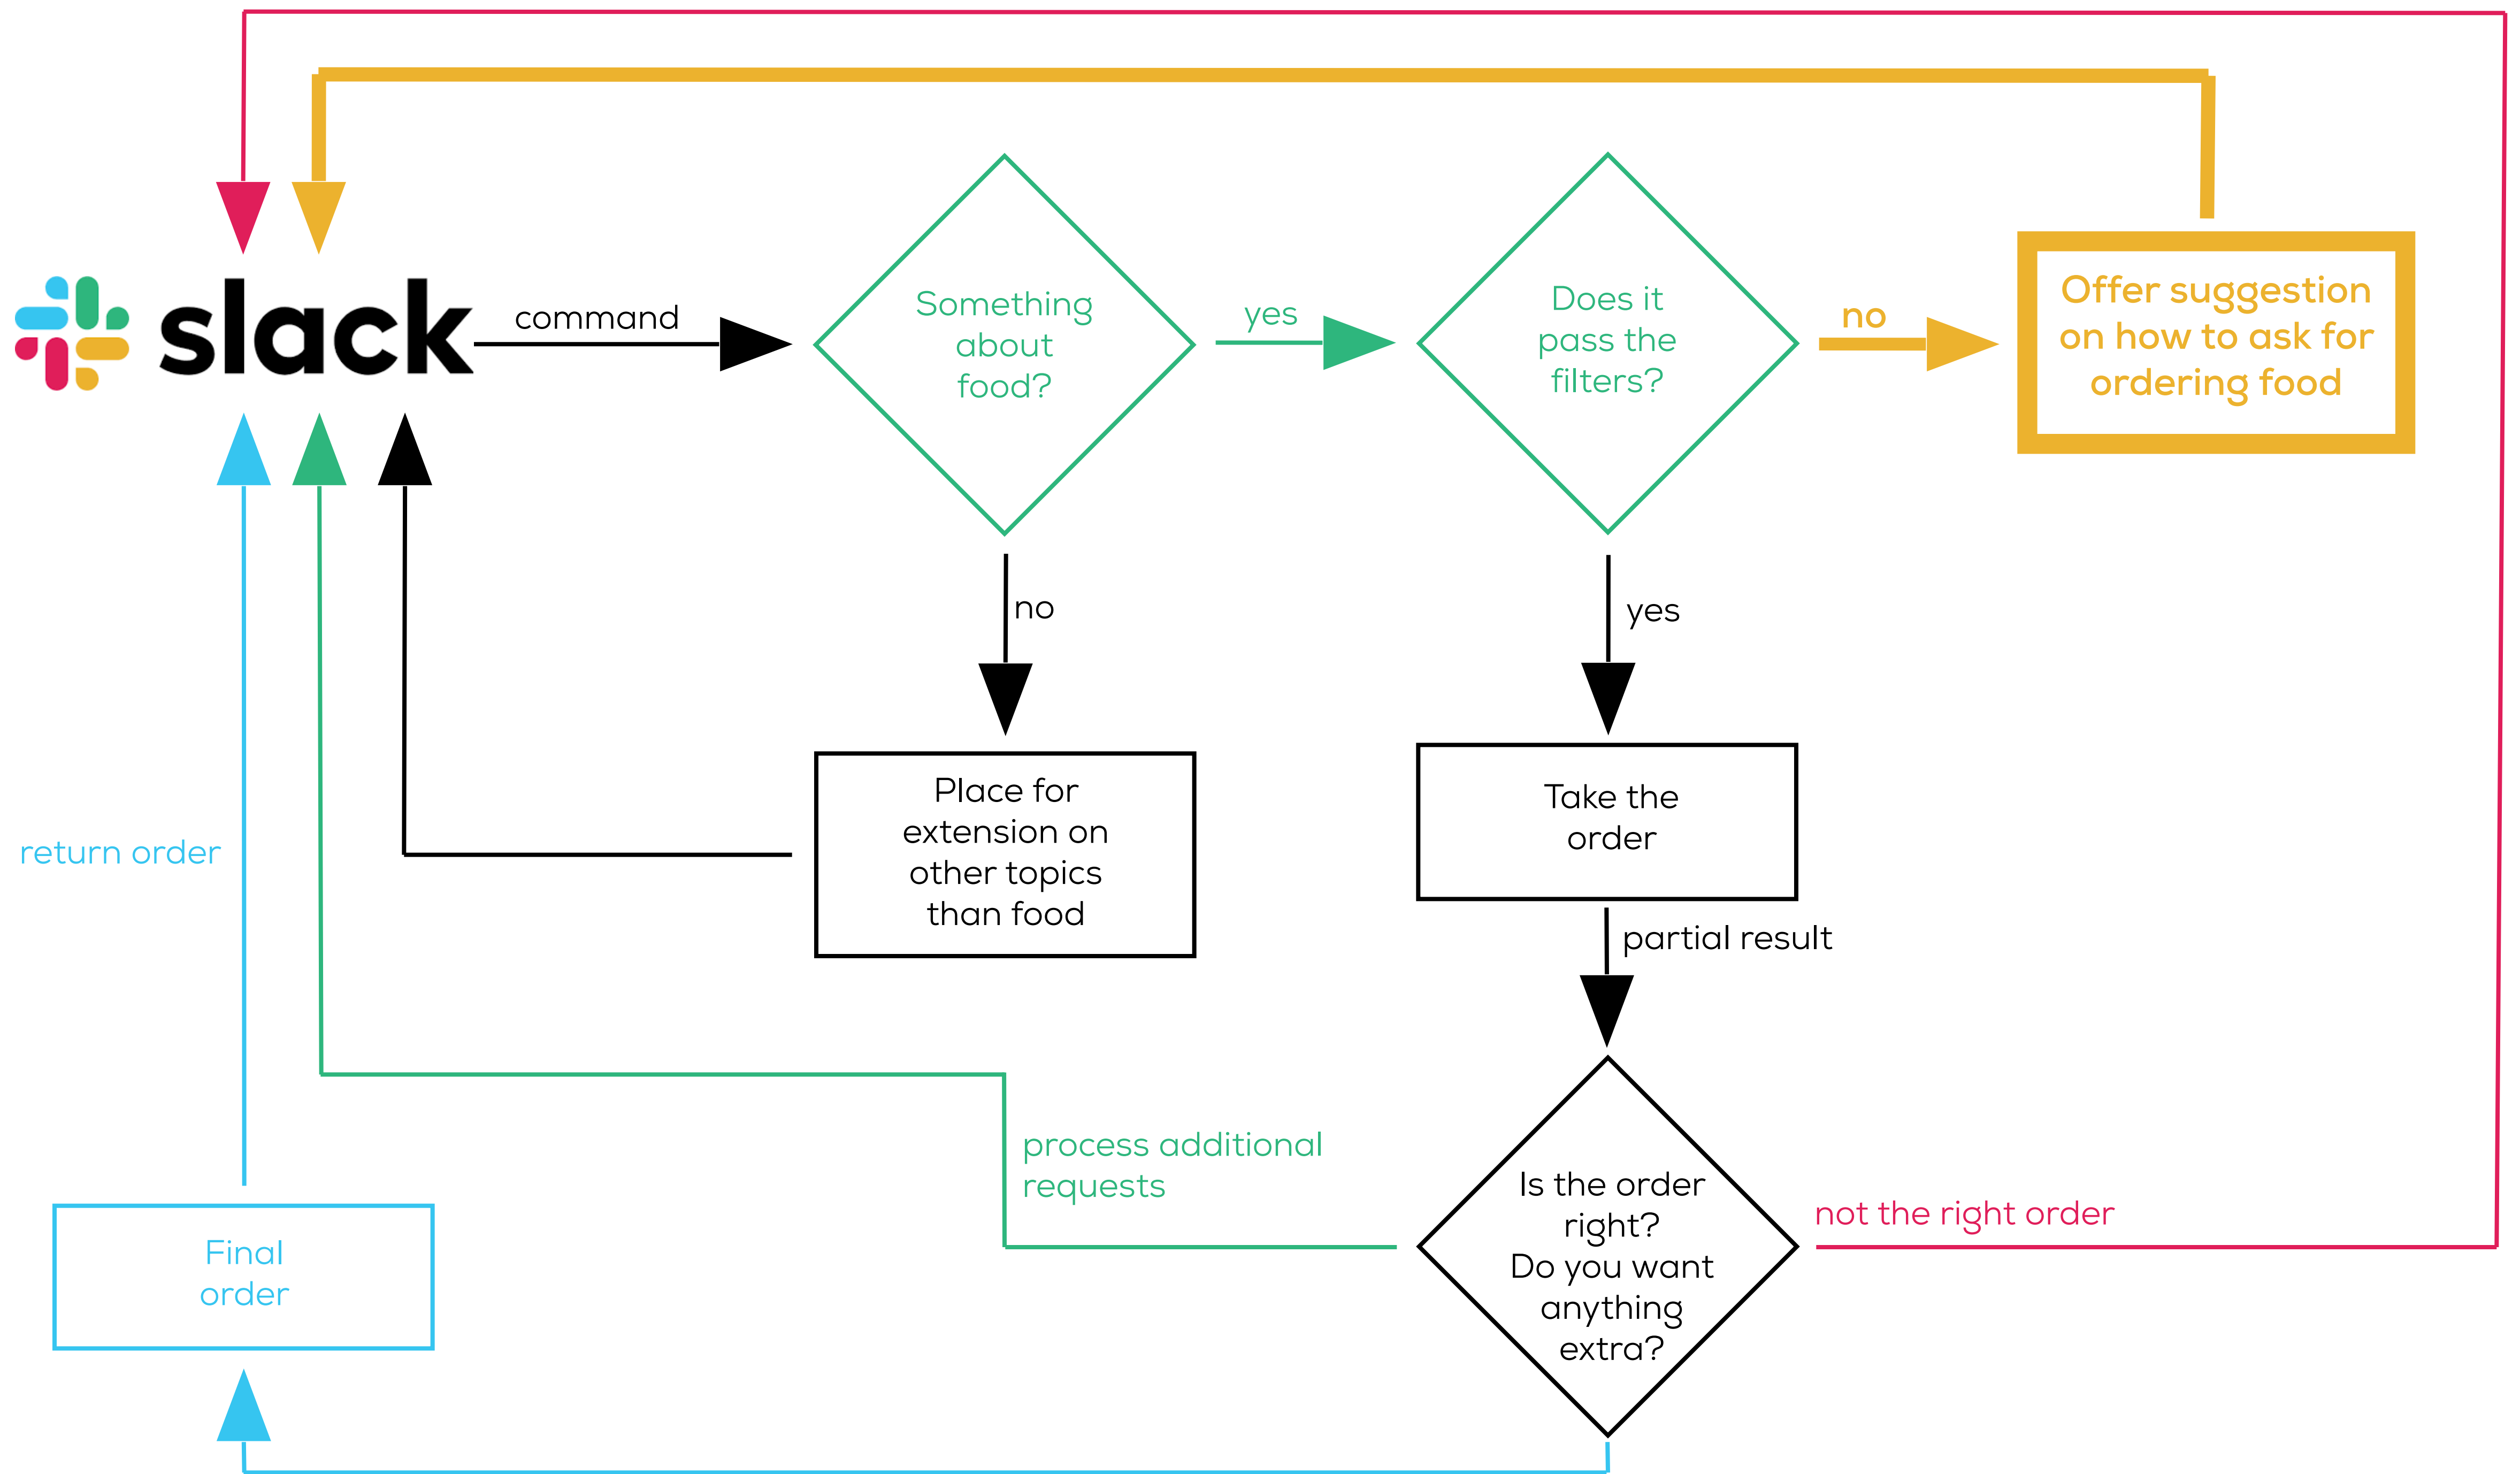 slack
command
Something
about
food?
yes
Does it
pass the
filters?
no
Offer suggestion
on how to ask for
ordering food
no
yes
Place for
extension on
other topics
than food
Take the
order
return order
partial result
process additional
requests
Is the order
right?
Do you want
anything
extra?
not the right order
Final
order